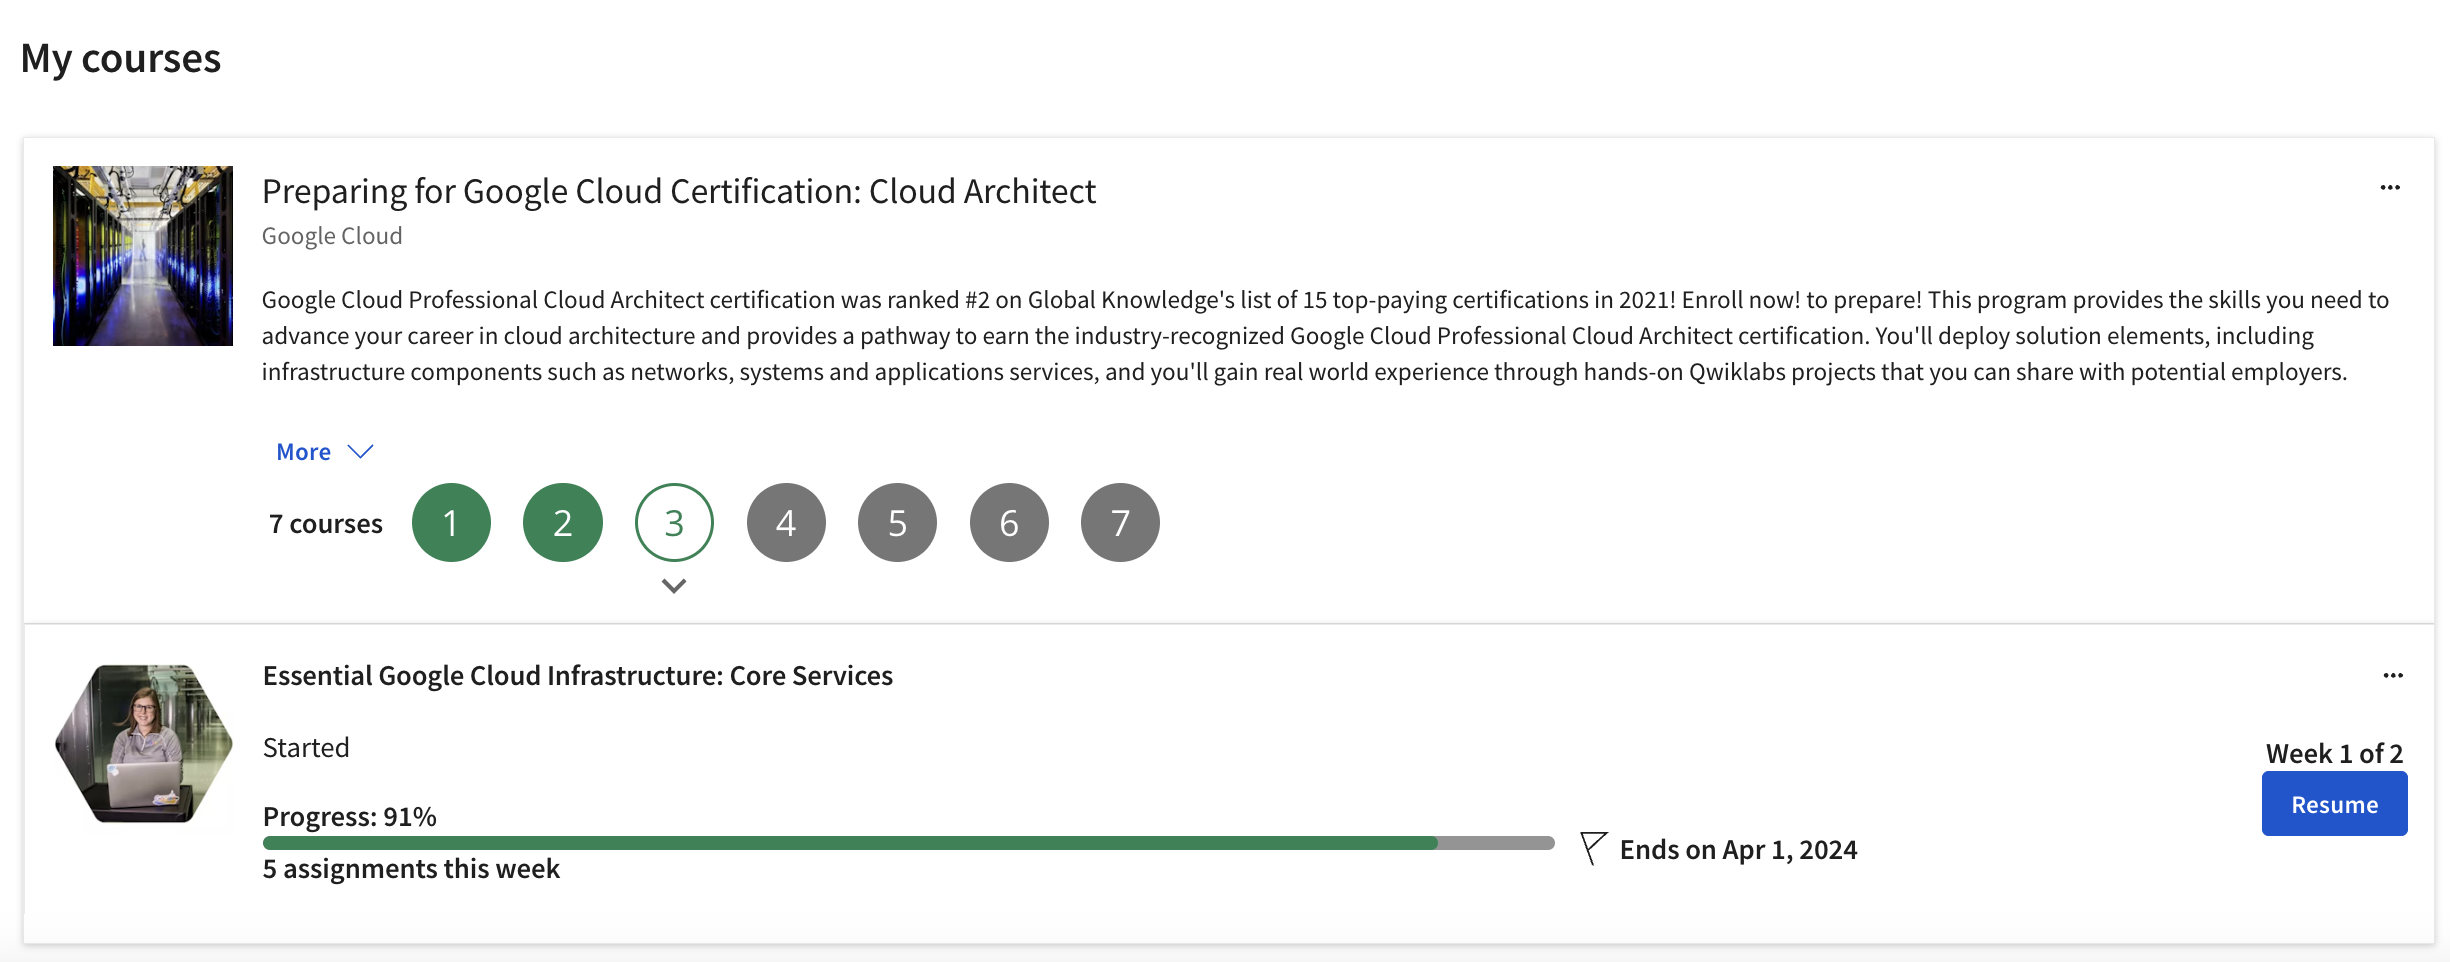 My courses
Preparing for Google Cloud Certification: Cloud Architect
Google Cloud
Google Cloud Professional Cloud Architect certification was ranked #2 on Global Knowledge's list of 15 top-paying certifications in 2021! Enroll now! to prepare! This program provides the skills you need to
advance your career in cloud architecture and provides a pathway to earn the industry-recognized Google Cloud Professional Cloud Architect certification. You'll deploy solution elements, including
infrastructure components such as networks, systems and applications services, and you'll gain real world experience through hands-on Qwiklabs projects that you can share with potential employers.
More
7 courses 1 2 3 4 5 6 7
Essential Google Cloud Infrastructure: Core Services
Started
Week 1 of 2
Resume
Progress: 91%
Ends on Apr 1, 2024
5 assignments this week